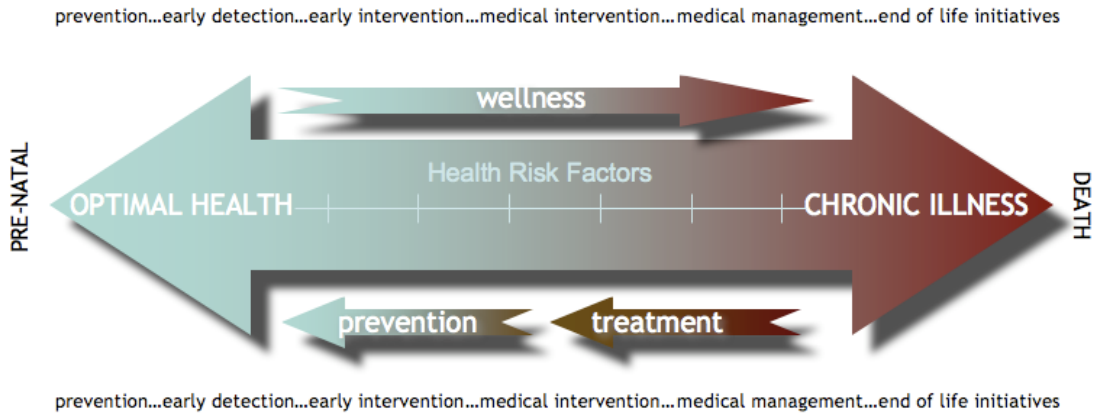 prevention…early detection…early intervention…medical intervention…medical management…end of life initiatives
wellness
Health Risk Factors
PRE-NATAL
OPTIMAL HEALTH
CHRONIC ILLNESS
DEATH
prevention
treatment
prevention…early detection…early intervention…medical intervention…medical management…end of life initiatives